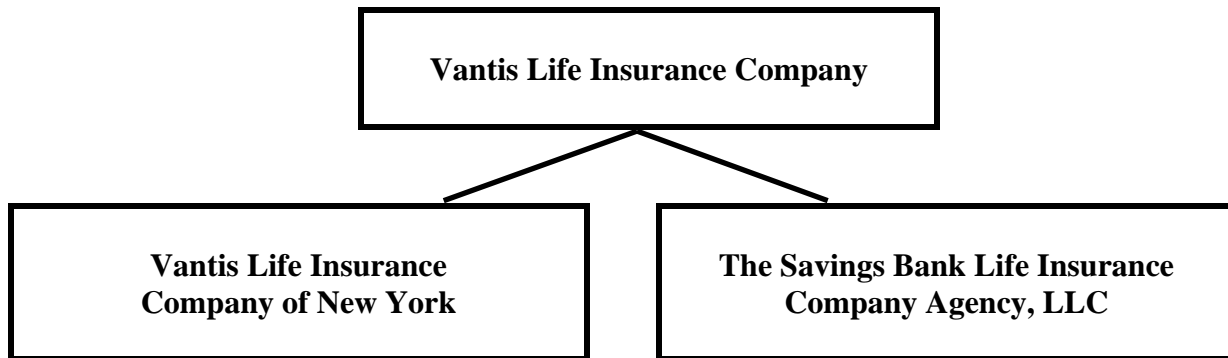 Vantis Life Insurance Company
Vantis Life Insurance
Company of New York
The Savings Bank Life Insurance
Company Agency, LLC